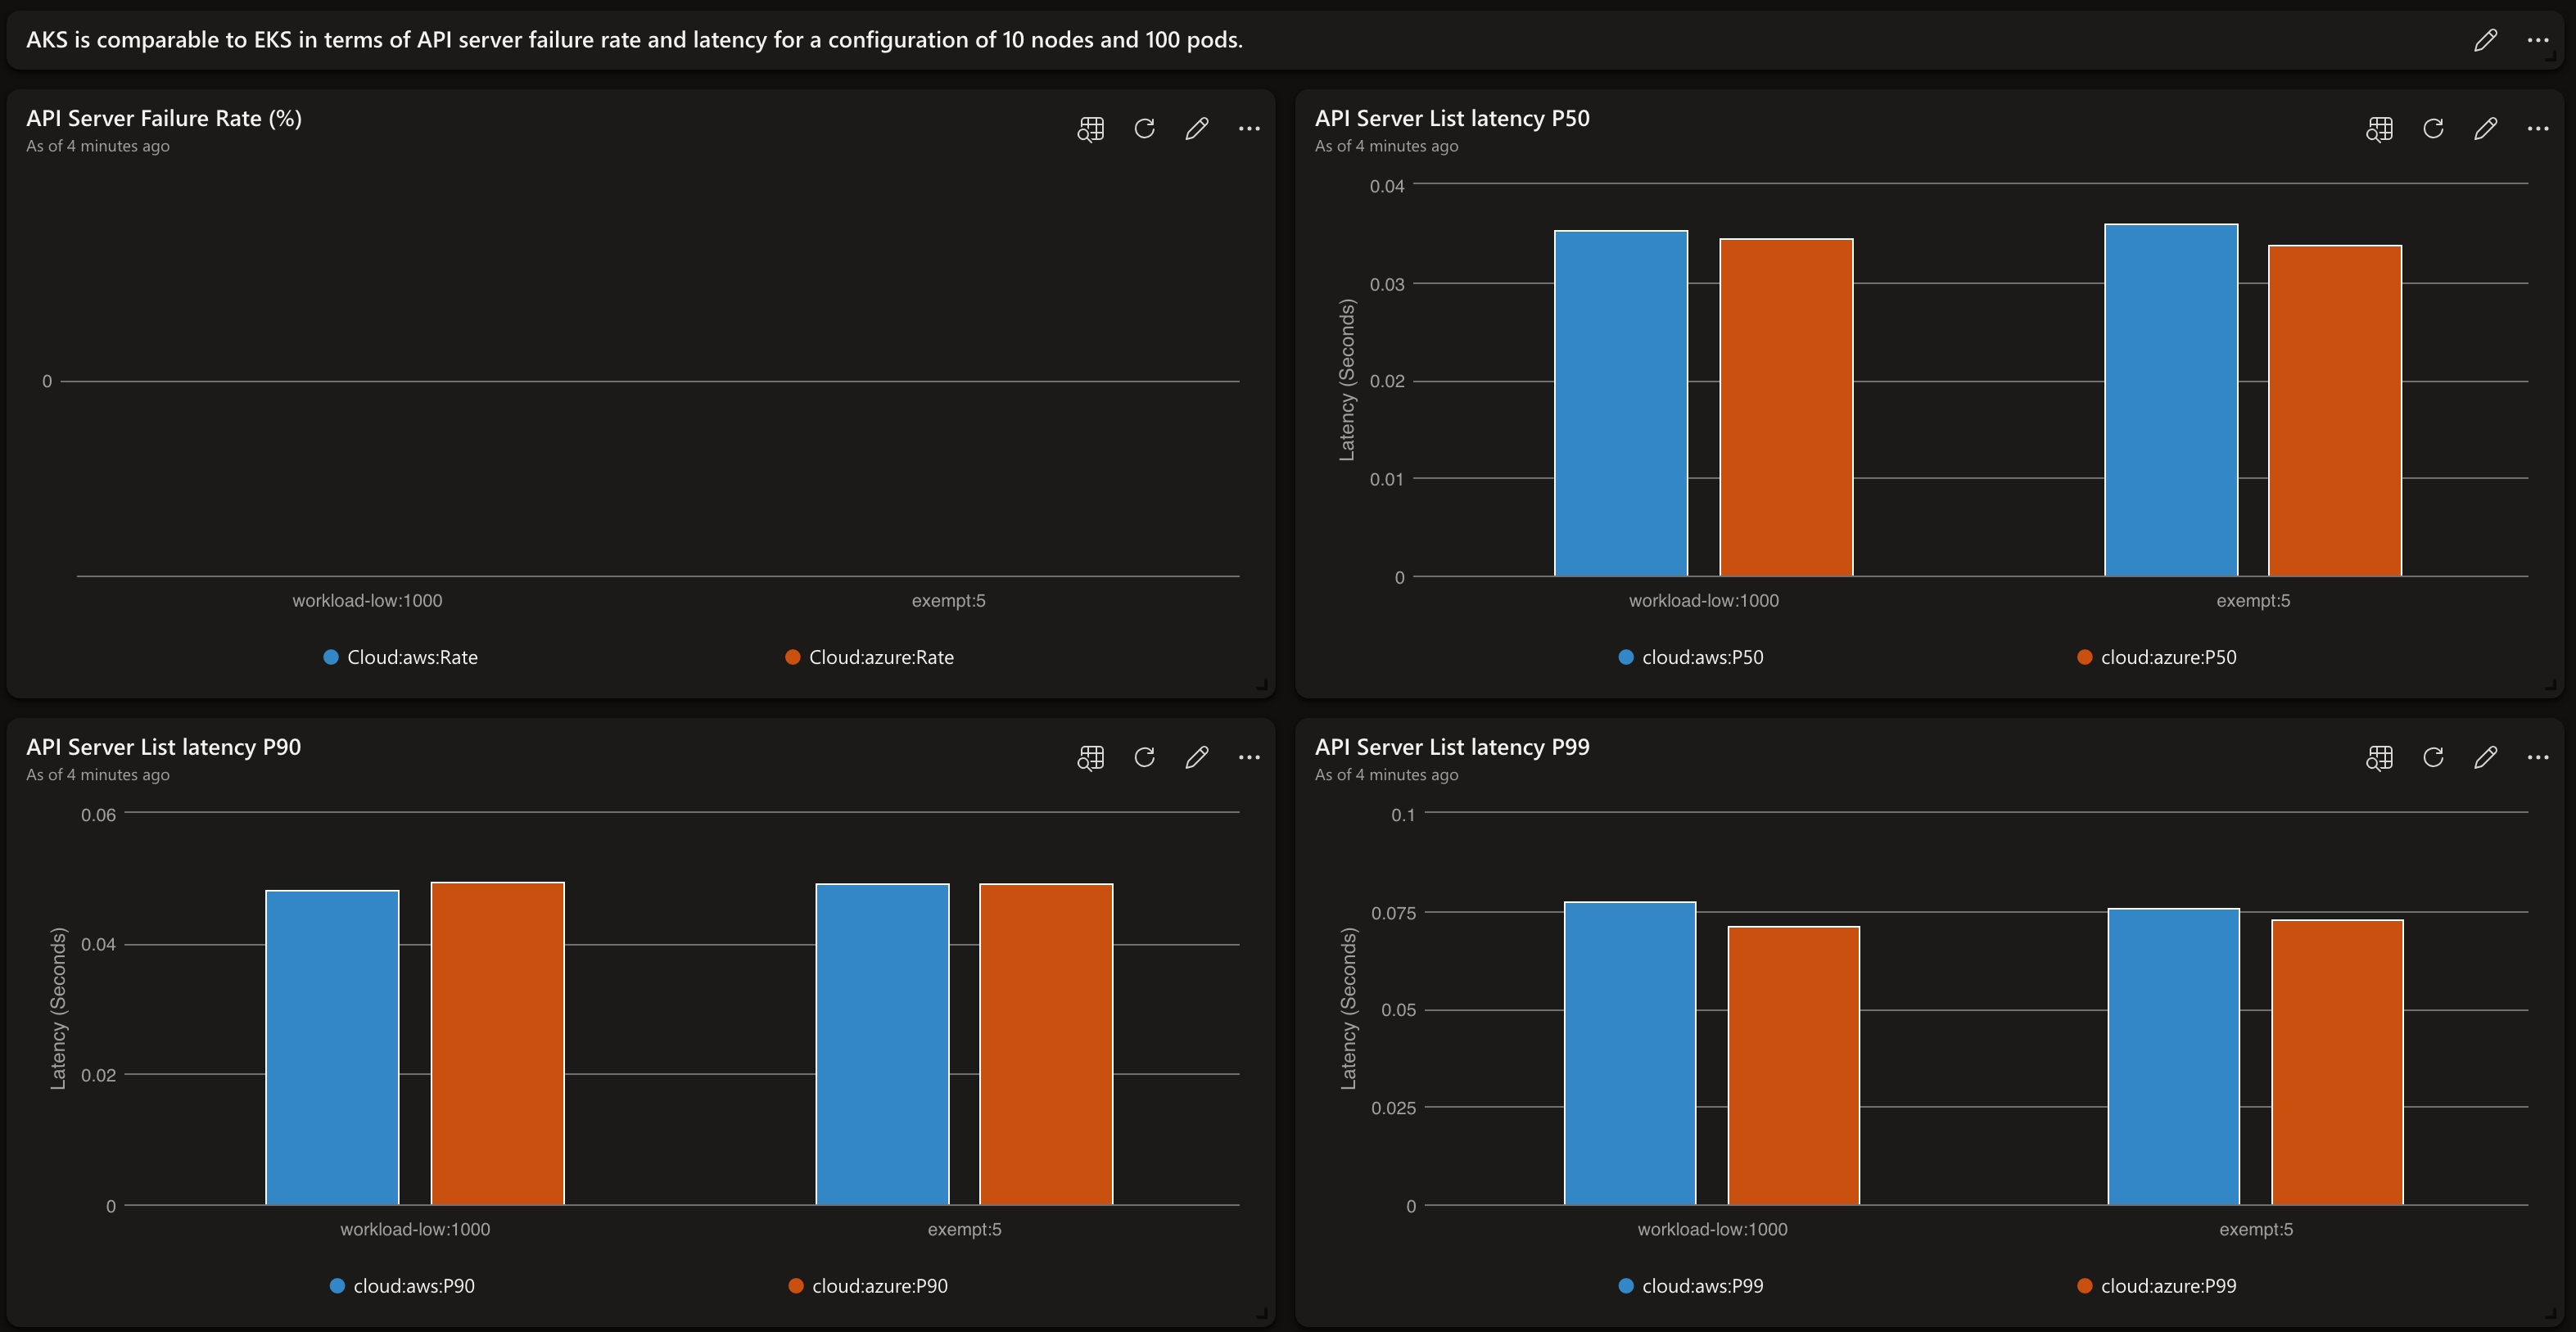 AKS is comparable to EKS in terms of API server failure rate and latency for a configuration of 10 nodes and 100 pods.
API Server Failure Rate (%)
As of 4 minutes ago
0
workload-low:1000
exempt:5
Cloud:aws:Rate
Cloud:azure:Rate
API Server List latency P50
As of 4 minutes ago
Latency (Seconds)
0.04
0.03
0.02
0.01
0
workload-low:1000
exempt:5
cloud:aws:P50
cloud:azure:P50
API Server List latency P90
As of 4 minutes ago
Latency (Seconds)
0.06
0.04
0.02
0
workload-low:1000
exempt:5
cloud:aws:P90
cloud:azure:P90
API Server List latency P99
As of 4 minutes ago
Latency (Seconds)
0.1
0.075
0.05
0.025
0
workload-low:1000
exempt:5
cloud:aws:P99
cloud:azure:P99